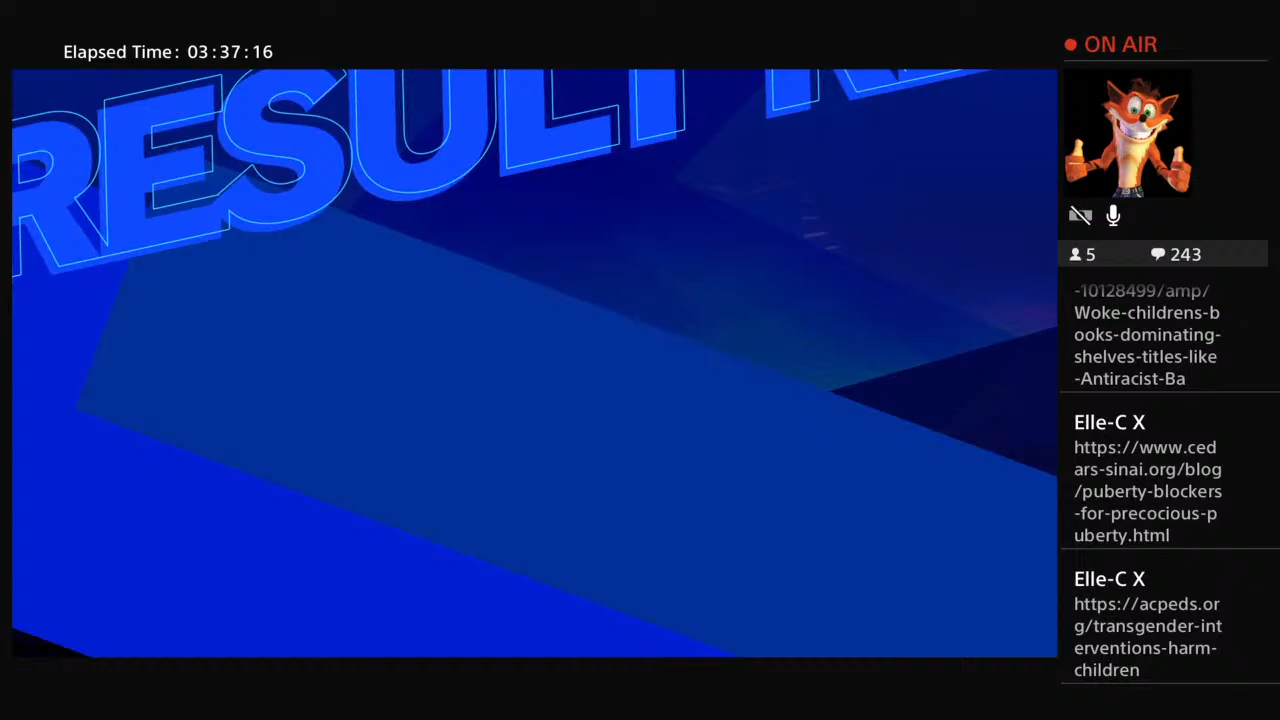 Elapsed Time: 03:37:16
ON AIR
RESULT
5 243
-10128499/amp/
Woke-childrens-b
ooks-dominating-
shelves-titles-like
-Antiracist-Ba
Elle-C X
https://www.ced
ars-sinai.org/blog
/puberty-blockers
-for-precocious-p
uberty.html
Elle-C X
https://acpeds.or
g/transgender-int
erventions-harm-
children